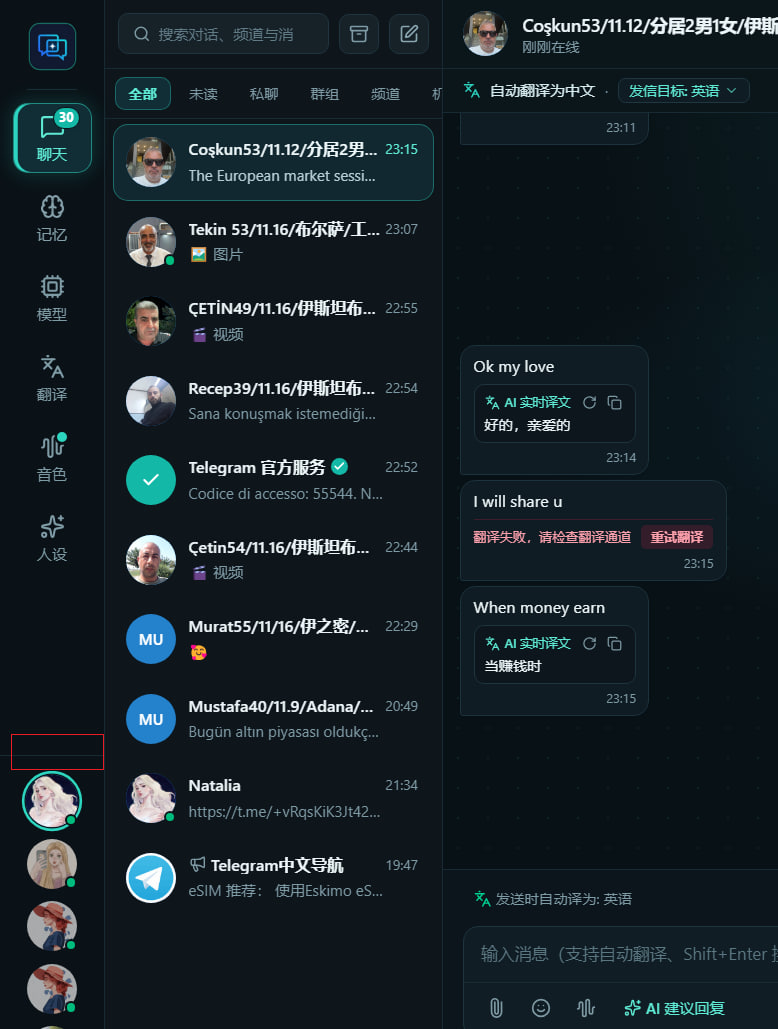 30
聊天
记忆
模型
翻译
音色
人设
搜索对话、频道与消
全部 未读 私聊 群组 频道
Coşkun53/11.12/分居2男... 23:15
The European market sessi...
Tekin 53/11.16/布尔萨/工... 23:07
图片
ÇETİN49/11.16/伊斯坦布... 22:55
视频
Recep39/11.16/伊斯坦布... 22:54
Sana konuşmak istemediği...
Telegram 官方服务 22:52
Codice di accesso: 55544. N...
Çetin54/11.16/伊斯坦布... 22:44
视频
MU
Murat55/11/16/伊之密/... 22:29
MU
Mustafa40/11.9/Adana/... 20:49
Bugün altın piyasası oldukç...
Natalia 21:34
https://t.me/+vRqsKiK3Jt42...
Telegram中文导航 19:47
eSIM 推荐： 使用Eskimo eS...
Coşkun53/11.12/分居2男1女/伊斯
刚刚在线
自动翻译为中文 · 发信目标: 英语
23:11
Ok my love
AI 实时译文
好的，亲爱的
23:14
I will share u
翻译失败，请检查翻译通道 重试翻译
23:15
When money earn
AI 实时译文
当赚钱时
23:15
发送时自动译为: 英语
输入消息（支持自动翻译、Shift+Enter
AI 建议回复